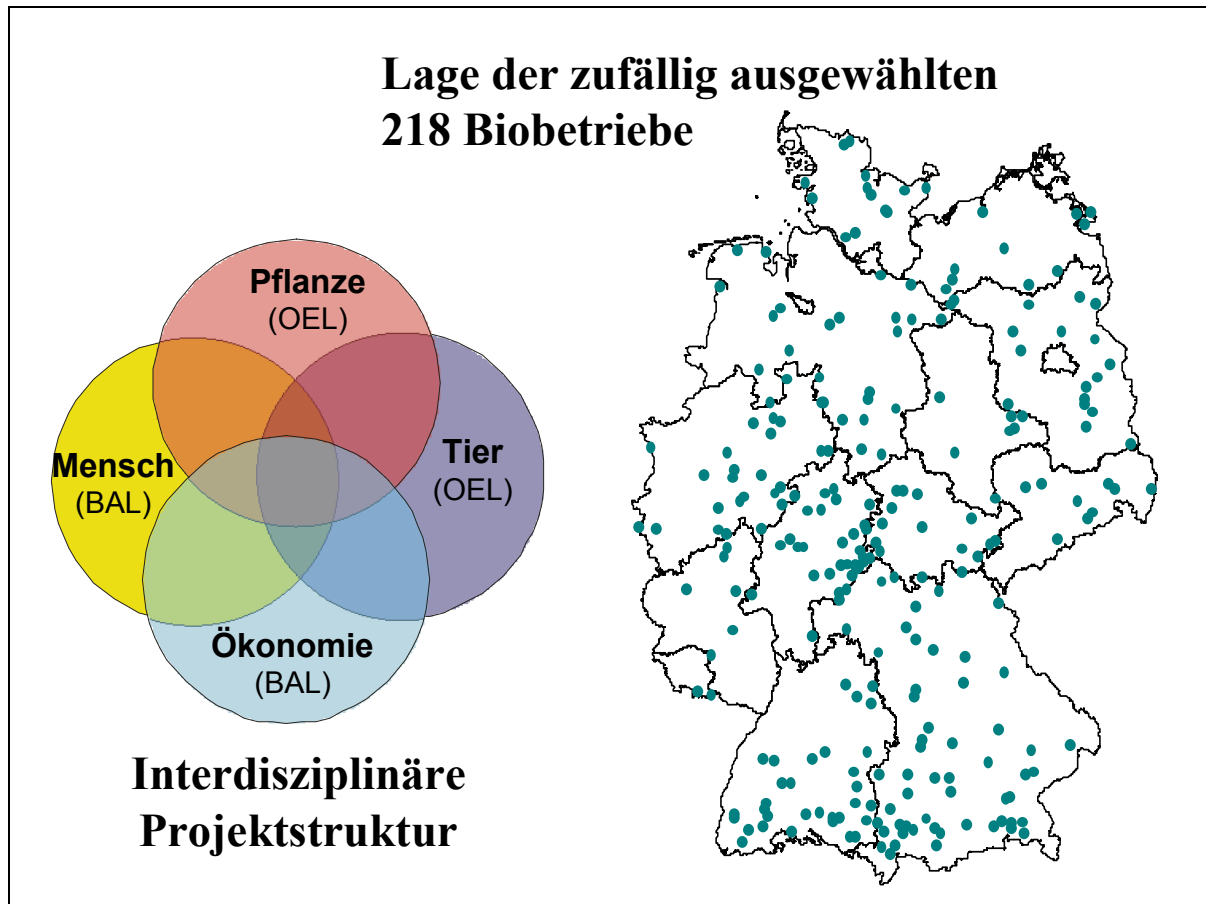 Lage der zufällig ausgewählten
218 Biobetriebe
Pflanze
(OEL)
Mensch
(BAL)
Tier
(OEL)
Ökonomie
(BAL)
Interdisziplinäre
Projektstruktur